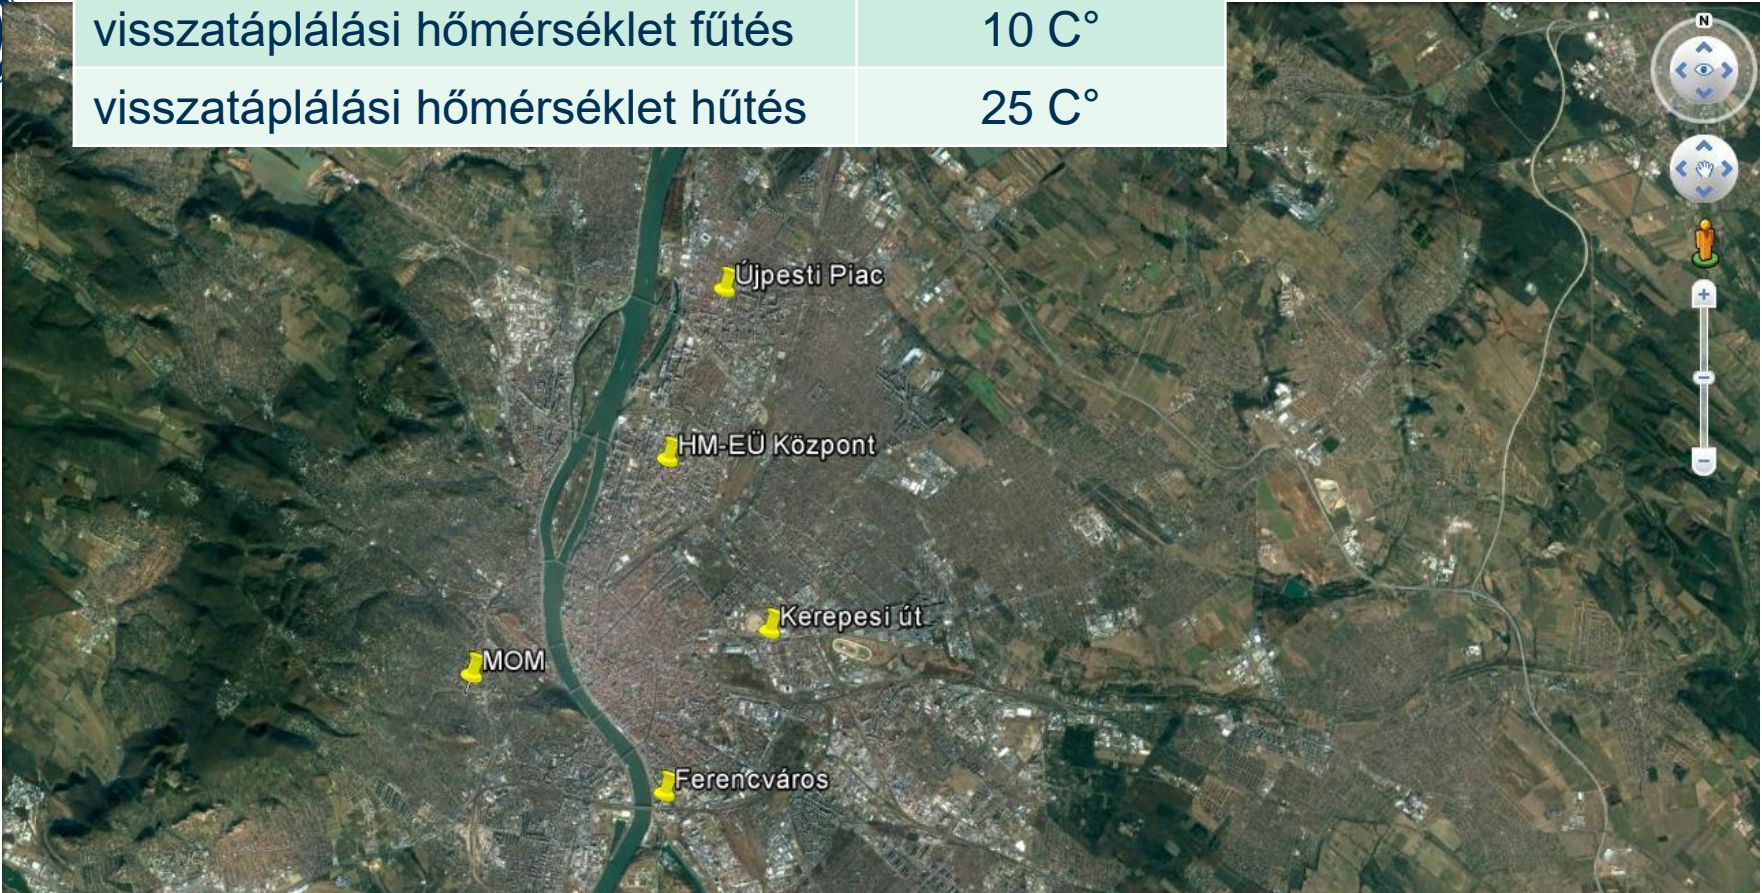 visszatáplálási hőmérséklet fűtés 10 C°
visszatáplálási hőmérséklet hűtés 25 C°
N
Újpesti Piac
HM-EÜ Központ
Kerepesi út
MOM
Ferencváros